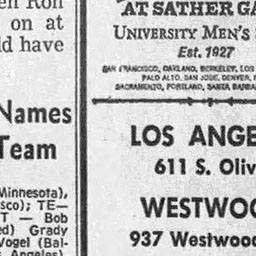 en Ron
on at
ld have
Names
Team
Minnesota),
sco); TE—
T — Bob
ed) Grady
Vogel (Bal-
Angeles)
AT SATHER GA
UNIVERSITY MEN'S
Est. 1927
SAN FRANCISCO, OAKLAND, BERKELEY, LOS
PALO ALTO, SAN JOSE, DENVER,
SACRAMENTO, PORTLAND, SANTA BARBA
LOS ANGE
611 S. Oliv
WESTWOO
937 Westwood